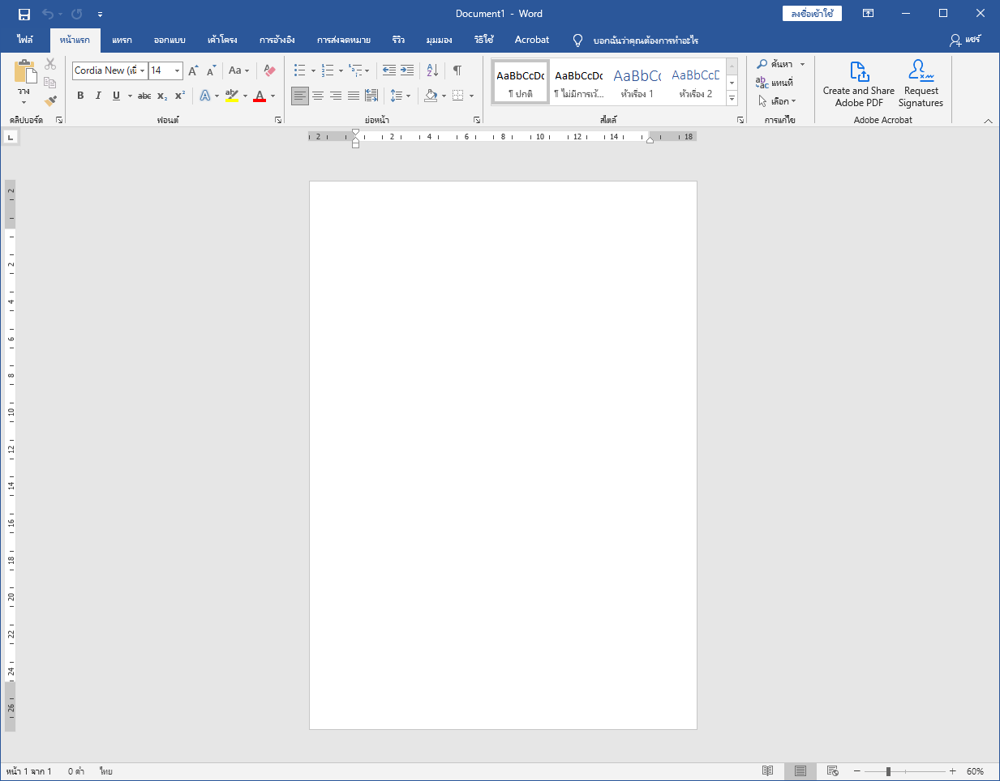 Document1 - Word
ลงชื่อเข้าใช้
ไฟล์ หน้าแรก แทรก ออกแบบ เค้าโครง การอ้างอิง การส่งจดหมาย รีวิว มุมมอง วิธีใช้ Acrobat บอกฉันว่าคุณต้องการทำอะไร แชร์
วาง
คลิปบอร์ด
Cordia New (เนื 14
Aa
B I U abc x₂ x²
ฟอนต์
ย่อหน้า
AaBbCcDc AaBbCcDc AaBbCc AaBbCcD
¶ ปกติ ¶ ไม่มีการเว้... หัวเรื่อง 1 หัวเรื่อง 2
สไตล์
ค้นหา
แทนที่
เลือก
การแก้ไข
Create and Share Adobe PDF
Request Signatures
Adobe Acrobat
2 2 4 6 8 10 12 14 18
2 2 4 6 8 10 12 14 16 18 20 22 24 26
หน้า 1 จาก 1 0 คำ ไทย 60%